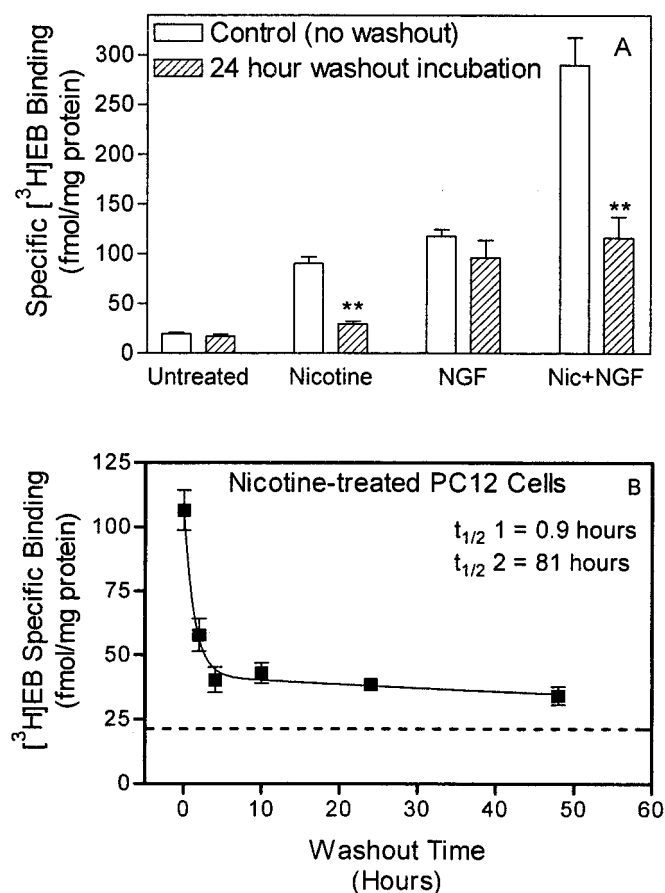 Control (no washout)
24 hour washout incubation
A
Specific [³H]EB Binding
(fmol/mg protein)
300
250
200
150
100
50
0
**
**
Untreated Nicotine NGF Nic+NGF
Nicotine-treated PC12 Cells
B
t1/2 1 = 0.9 hours
t1/2 2 = 81 hours
[³H]EB Specific Binding
(fmol/mg protein)
125
100
75
50
25
0
0 10 20 30 40 50 60
Washout Time
(Hours)